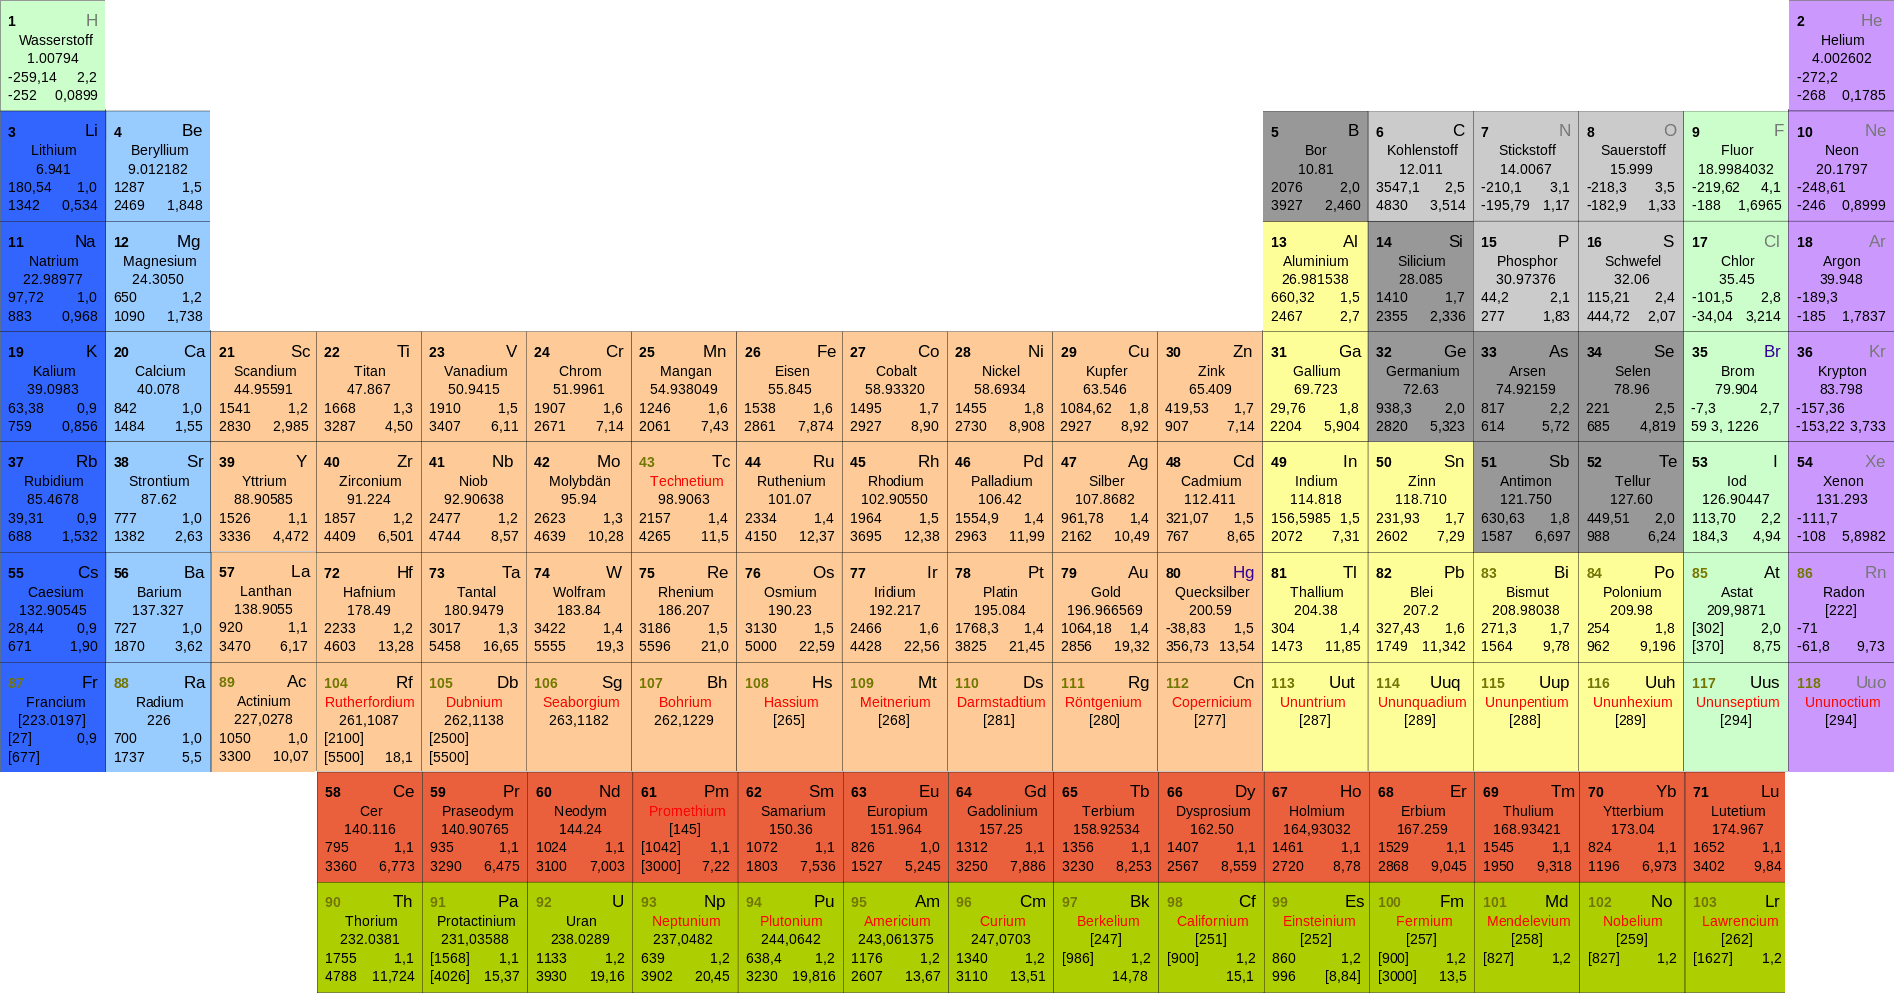 1 H
Wasserstoff
1.00794
-259,14 2,2
-252 0,0899
2 He
Helium
4.002602
-272,2
-268 0,1785
3 Li
Lithium
6.941
180,54 1,0
1342 0,534
4 Be
Beryllium
9.012182
1287 1,5
2469 1,848
5 B
Bor
10.81
2076 2,0
3927 2,460
6 C
Kohlenstoff
12.011
3547,1 2,5
4830 3,514
7 N
Stickstoff
14.0067
-210,1 3,1
-195,79 1,17
8 O
Sauerstoff
15.999
-218,3 3,5
-182,9 1,33
9 F
Fluor
18.9984032
-219,62 4,1
-188 1,6965
10 Ne
Neon
20.1797
-248,61
-246 0,8999
11 Na
Natrium
22.98977
97,72 1,0
883 0,968
12 Mg
Magnesium
24.3050
650 1,2
1090 1,738
13 Al
Aluminium
26.981538
660,32 1,5
2467 2,7
14 Si
Silicium
28.085
1410 1,7
2355 2,336
15 P
Phosphor
30.97376
44,2 2,1
277 1,83
16 S
Schwefel
32.06
115,21 2,4
444,72 2,07
17 Cl
Chlor
35.45
-101,5 2,8
-34,04 3,214
18 Ar
Argon
39.948
-189,3
-185 1,7837
19 K
Kalium
39.0983
63,38 0,9
759 0,856
20 Ca
Calcium
40.078
842 1,0
1484 1,55
21 Sc
Scandium
44.95591
1541 1,2
2830 2,985
22 Ti
Titan
47.867
1668 1,3
3287 4,50
23 V
Vanadium
50.9415
1910 1,5
3407 6,11
24 Cr
Chrom
51.9961
1907 1,6
2671 7,14
25 Mn
Mangan
54.938049
1246 1,6
2061 7,43
26 Fe
Eisen
55.845
1538 1,6
2861 7,874
27 Co
Cobalt
58.93320
1495 1,7
2927 8,90
28 Ni
Nickel
58.6934
1455 1,8
2730 8,908
29 Cu
Kupfer
63.546
1084,62 1,8
2927 8,92
30 Zn
Zink
65.409
419,53 1,7
907 7,14
31 Ga
Gallium
69.723
29,76 1,8
2204 5,904
32 Ge
Germanium
72.63
938,3 2,0
2820 5,323
33 As
Arsen
74.92159
817 2,2
614 5,72
34 Se
Selen
78.96
221 2,5
685 4,819
35 Br
Brom
79.904
-7,3 2,7
59 3, 1226
36 Kr
Krypton
83.798
-157,36
-153,22 3,733
37 Rb
Rubidium
85.4678
39,31 0,9
688 1,532
38 Sr
Strontium
87.62
777 1,0
1382 2,63
39 Y
Yttrium
88.90585
1526 1,1
3336 4,472
40 Zr
Zirconium
91.224
1857 1,2
4409 6,501
41 Nb
Niob
92.90638
2477 1,2
4744 8,57
42 Mo
Molybdän
95.94
2623 1,3
4639 10,28
43 Tc
Technetium
98.9063
2157 1,4
4265 11,5
44 Ru
Ruthenium
101.07
2334 1,4
4150 12,37
45 Rh
Rhodium
102.90550
1964 1,5
3695 12,38
46 Pd
Palladium
106.42
1554,9 1,4
2963 11,99
47 Ag
Silber
107.8682
961,78 1,4
2162 10,49
48 Cd
Cadmium
112.411
321,07 1,5
767 8,65
49 In
Indium
114.818
156,5985 1,5
2072 7,31
50 Sn
Zinn
118.710
231,93 1,7
2602 7,29
51 Sb
Antimon
121.750
630,63 1,8
1587 6,697
52 Te
Tellur
127.60
449,51 2,0
988 6,24
53 I
Iod
126.90447
113,70 2,2
184,3 4,94
54 Xe
Xenon
131.293
-111,7
-108 5,8982
55 Cs
Caesium
132.90545
28,44 0,9
671 1,90
56 Ba
Barium
137.327
727 1,0
1870 3,62
57 La
Lanthan
138.9055
920 1,1
3470 6,17
72 Hf
Hafnium
178.49
2233 1,2
4603 13,28
73 Ta
Tantal
180.9479
3017 1,3
5458 16,65
74 W
Wolfram
183.84
3422 1,4
5555 19,3
75 Re
Rhenium
186.207
3186 1,5
5596 21,0
76 Os
Osmium
190.23
3130 1,5
5000 22,59
77 Ir
Iridium
192.217
2466 1,6
4428 22,56
78 Pt
Platin
195.084
1768,3 1,4
3825 21,45
79 Au
Gold
196.966569
1064,18 1,4
2856 19,32
80 Hg
Quecksilber
200.59
-38,83 1,5
356,73 13,54
81 Tl
Thallium
204.38
304 1,4
1473 11,85
82 Pb
Blei
207.2
327,43 1,6
1749 11,342
83 Bi
Bismut
208.98038
271,3 1,7
1564 9,78
84 Po
Polonium
209.98
254 1,8
962 9,196
85 At
Astat
209,9871
[302] 2,0
[370] 8,75
86 Rn
Radon
[222]
-71
-61,8 9,73
87 Fr
Francium
[223.0197]
[27] 0,9
[677]
88 Ra
Radium
226
700 1,0
1737 5,5
89 Ac
Actinium
227,0278
1050 1,0
3300 10,07
104 Rf
Rutherfordium
261,1087
[2100]
[5500] 18,1
105 Db
Dubnium
262,1138
[2500]
[5500]
106 Sg
Seaborgium
263,1182
107 Bh
Bohrium
262,1229
108 Hs
Hassium
[265]
109 Mt
Meitnerium
[268]
110 Ds
Darmstadtium
[281]
111 Rg
Röntgenium
[280]
112 Cn
Copernicium
[277]
113 Uut
Ununtrium
[287]
114 Uuq
Ununquadium
[289]
115 Uup
Ununpentium
[288]
116 Uuh
Ununhexium
[289]
117 Uus
Ununseptium
[294]
118 Uuo
Ununoctium
[294]
58 Ce
Cer
140.116
795 1,1
3360 6,773
59 Pr
Praseodym
140.90765
935 1,1
3290 6,475
60 Nd
Neodym
144.24
1024 1,1
3100 7,003
61 Pm
Promethium
[145]
[1042] 1,1
[3000] 7,22
62 Sm
Samarium
150.36
1072 1,1
1803 7,536
63 Eu
Europium
151.964
826 1,0
1527 5,245
64 Gd
Gadolinium
157.25
1312 1,1
3250 7,886
65 Tb
Terbium
158.92534
1356 1,1
3230 8,253
66 Dy
Dysprosium
162.50
1407 1,1
2567 8,559
67 Ho
Holmium
164,93032
1461 1,1
2720 8,78
68 Er
Erbium
167.259
1529 1,1
2868 9,045
69 Tm
Thulium
168.93421
1545 1,1
1950 9,318
70 Yb
Ytterbium
173.04
824 1,1
1196 6,973
71 Lu
Lutetium
174.967
1652 1,1
3402 9,84
90 Th
Thorium
232.0381
1755 1,1
4788 11,724
91 Pa
Protactinium
231,03588
[1568] 1,1
[4026] 15,37
92 U
Uran
238.0289
1133 1,2
3930 19,16
93 Np
Neptunium
237,0482
639 1,2
3902 20,45
94 Pu
Plutonium
244,0642
638,4 1,2
3230 19,816
95 Am
Americium
243,061375
1176 1,2
2607 13,67
96 Cm
Curium
247,0703
1340 1,2
3110 13,51
97 Bk
Berkelium
[247]
[986] 1,2
14,78
98 Cf
Californium
[251]
[900] 1,2
15,1
99 Es
Einsteinium
[252]
860 1,2
996 [8,84]
100 Fm
Fermium
[257]
[900] 1,2
[3000] 13,5
101 Md
Mendelevium
[258]
[827] 1,2
102 No
Nobelium
[259]
[827] 1,2
103 Lr
Lawrencium
[262]
[1627] 1,2